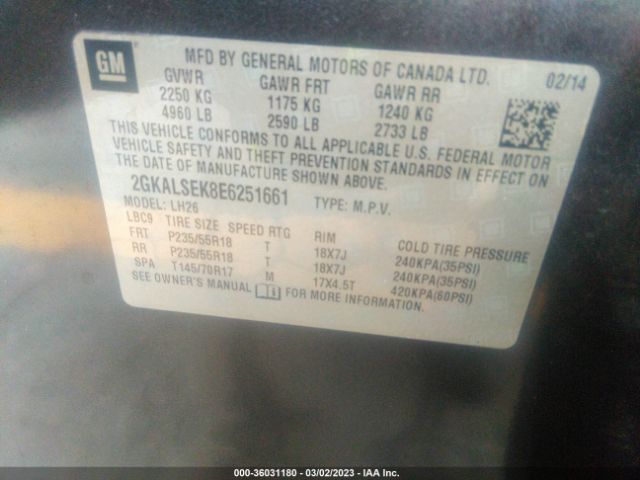 GM
MFD BY GENERAL MOTORS OF CANADA LTD. 02/14
GVWR GAWR FRT GAWR RR
2250 KG 1175 KG 1240 KG
4960 LB 2590 LB 2733 LB
THIS VEHICLE CONFORMS TO ALL APPLICABLE U.S. FEDERAL MOTOR
VEHICLE SAFETY AND THEFT PREVENTION STANDARDS IN EFFECT ON
THE DATE OF MANUFACTURE SHOWN ABOVE.
2GKALSEK8E6251661 TYPE: M.P.V.
MODEL: LH26
LBC9 TIRE SIZE SPEED RTG RIM COLD TIRE PRESSURE
FRT P235/55R18 T 18X7J 240KPA(35PSI)
RR P235/55R18 T 18X7J 240KPA(35PSI)
SPA T145/70R17 M 17X4.5T 420KPA(60PSI)
SEE OWNER'S MANUAL FOR MORE INFORMATION.
000-36031180 - 03/02/2023 - IAA Inc.